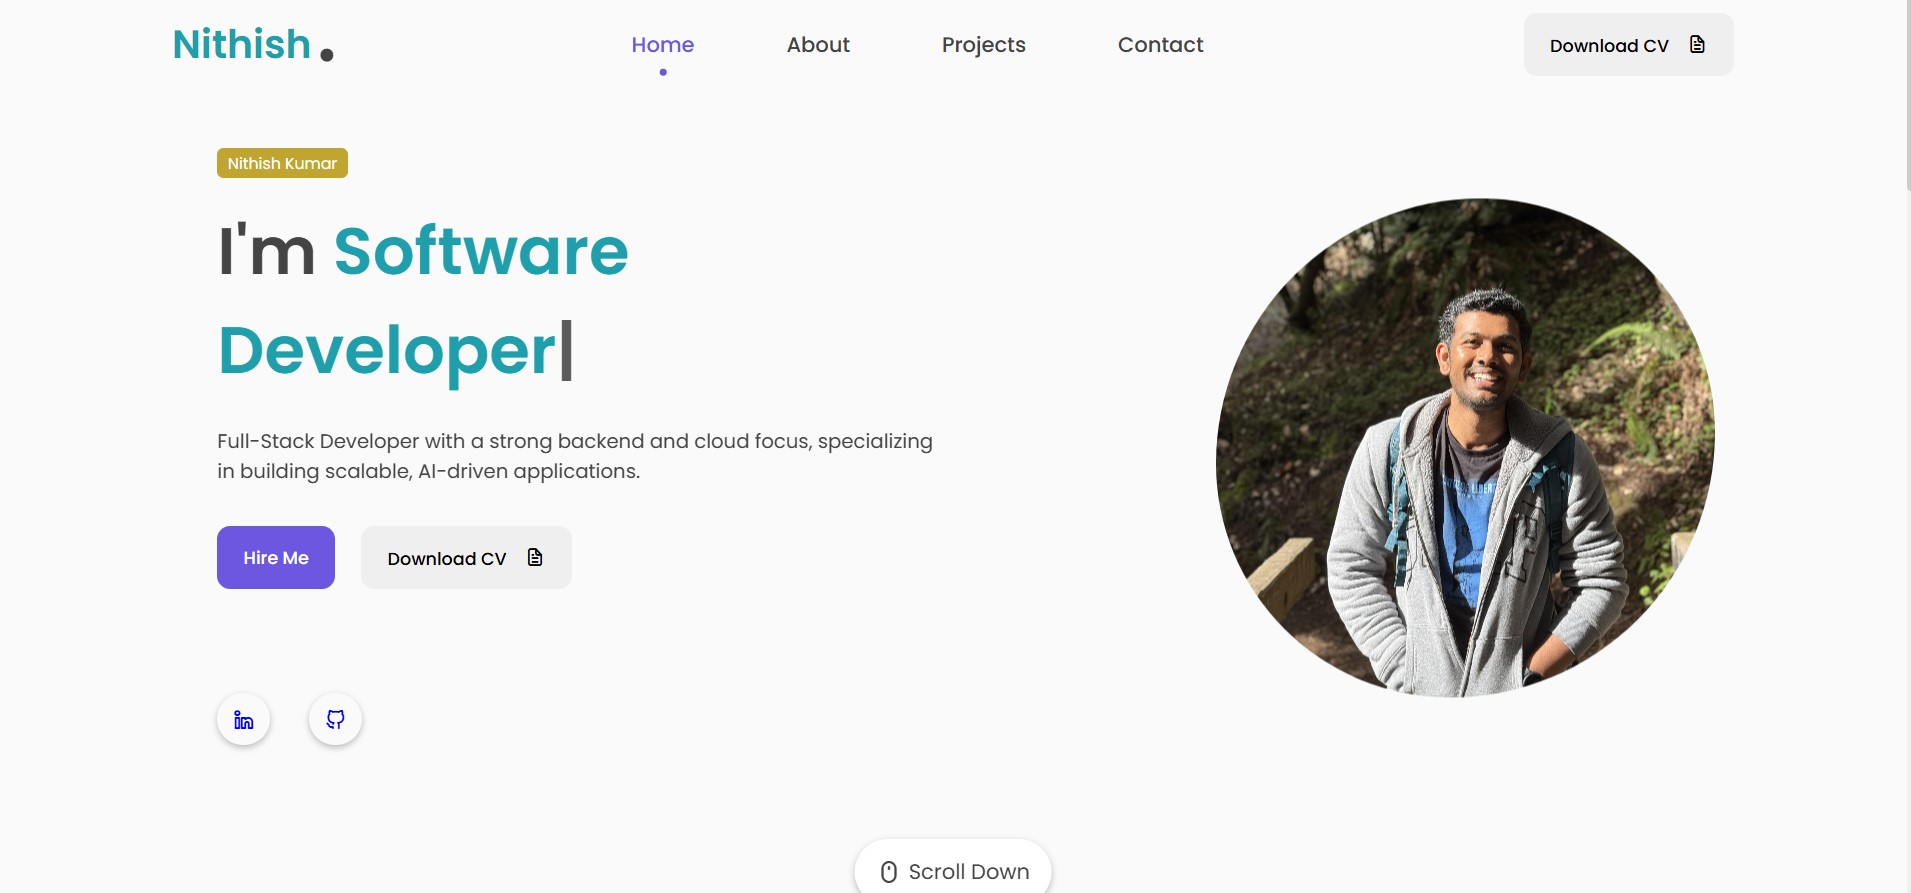 Nithish .
Home
About
Projects
Contact
Download CV
Nithish Kumar
I'm Software
Developer|
Full-Stack Developer with a strong backend and cloud focus, specializing
in building scalable, AI-driven applications.
Hire Me
Download CV
in
Scroll Down